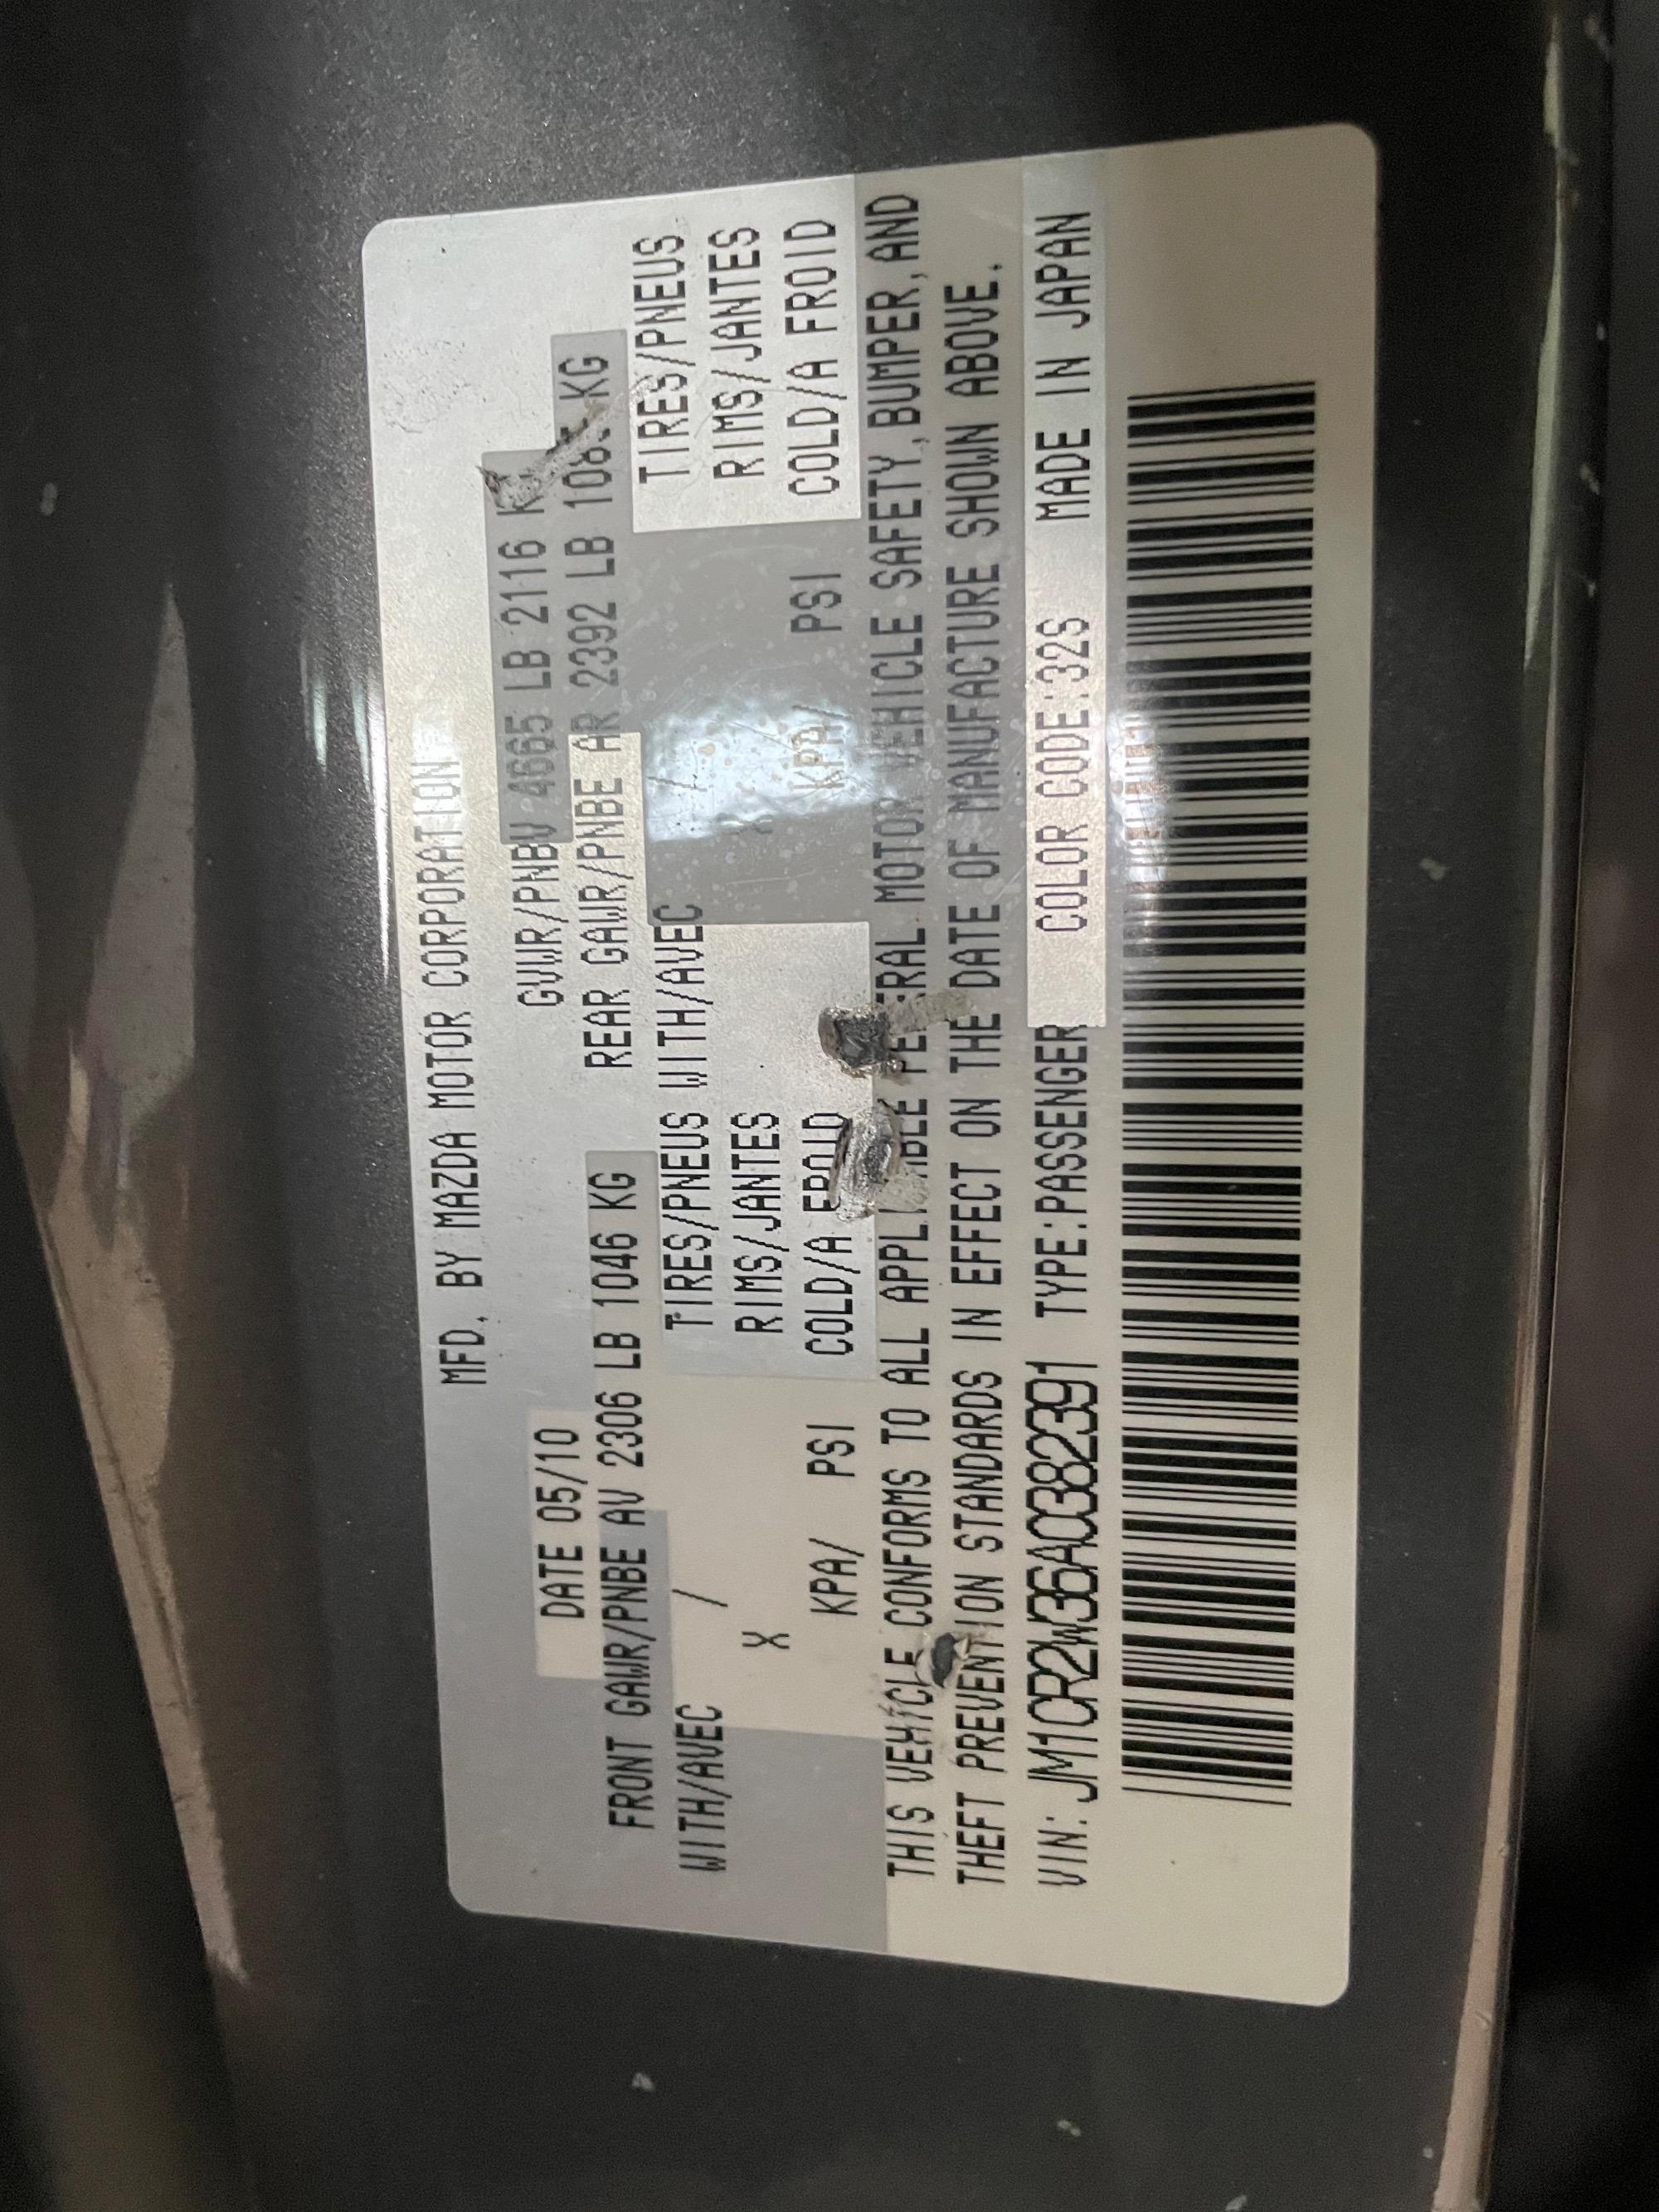 MFD. BY MAZDA MOTOR CORPORATION
DATE 05/10 GVWR/PNBV 4665 LB 2116 KG
FRONT GAWR/PNBE AV 2306 LB 1046 KG REAR GAWR/PNBE AR 2392 LB 1085 KG
WITH/AVEC / TIRES/PNEUS WITH/AVEC / TIRES/PNEUS
X RIMS/JANTES X RIMS/JANTES
KPA/ PSI COLD/A FROID KPA/ PSI COLD/A FROID
THIS VEHICLE CONFORMS TO ALL APPLICABLE FEDERAL MOTOR VEHICLE SAFETY, BUMPER, AND
THEFT PREVENTION STANDARDS IN EFFECT ON THE DATE OF MANUFACTURE SHOWN ABOVE.
VIN: JM1CR2W36A0382391 TYPE:PASSENGER COLOR CODE:32S MADE IN JAPAN